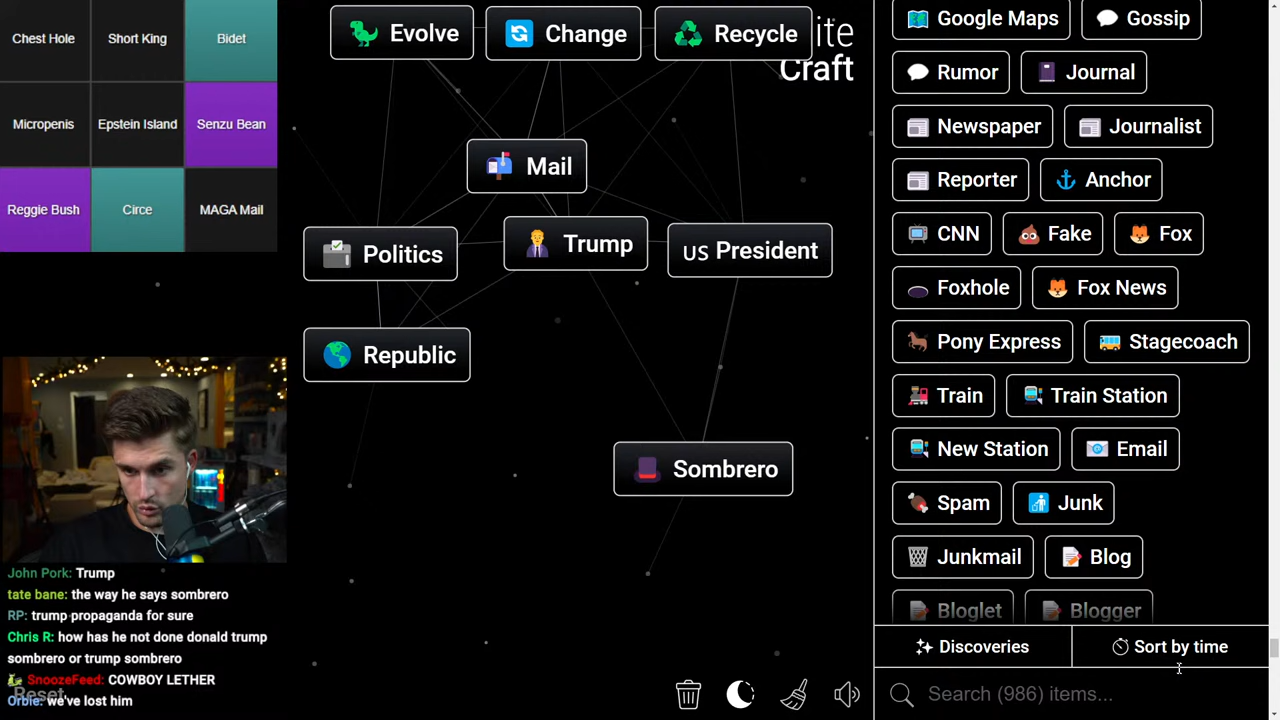 Chest Hole
Short King
Bidet
Micropenis
Epstein Island
Senzu Bean
Reggie Bush
Circe
MAGA Mail
John Pork: Trump
tate bane: the way he says sombrero
RP: trump propaganda for sure
Chris R: how has he not done donald trump
sombrero or trump sombrero
SnoozeFeed: COWBOY LETHER
Orbie: we've lost him
Reset
Evolve
Change
Recycle
ite
Craft
Mail
Politics
Trump
US President
Republic
Sombrero
Google Maps
Gossip
Rumor
Journal
Newspaper
Journalist
Reporter
Anchor
CNN
Fake
Fox
Foxhole
Fox News
Pony Express
Stagecoach
Train
Train Station
New Station
Email
Spam
Junk
Junkmail
Blog
Bloglet
Blogger
Discoveries
Sort by time
Search (986) items...